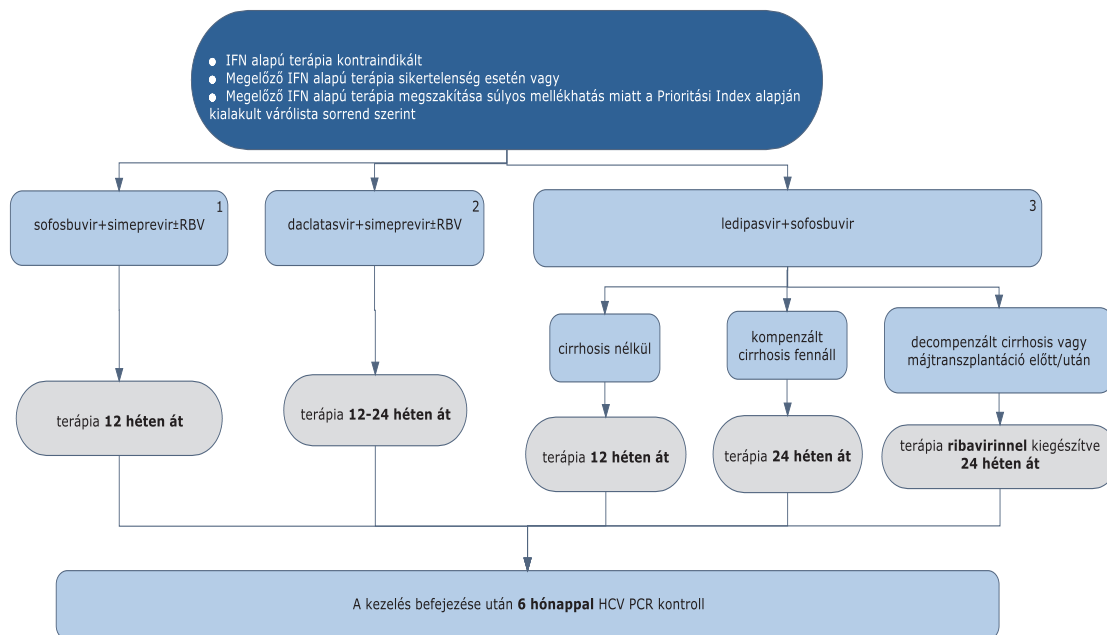 ● IFN alapú terápia kontraindikált
● Megelőző IFN alapú terápia sikertelenség esetén vagy
● Megelőző IFN alapú terápia megszakítása súlyos mellékhatás miatt a Prioritási Index alapján
kialakult várólista sorrend szerint
1
sofosbuvir+simeprevir±RBV
2
daclatasvir+simeprevir±RBV
3
ledipasvir+sofosbuvir
cirrhosis nélkül
kompenzált
cirrhosis fennáll
decompenzált cirrhosis vagy
májtranszplantáció előtt/után
terápia 12 héten át
terápia 12-24 héten át
terápia 12 héten át
terápia 24 héten át
terápia ribavirinnel kiegészítve
24 héten át
A kezelés befejezése után 6 hónappal HCV PCR kontroll